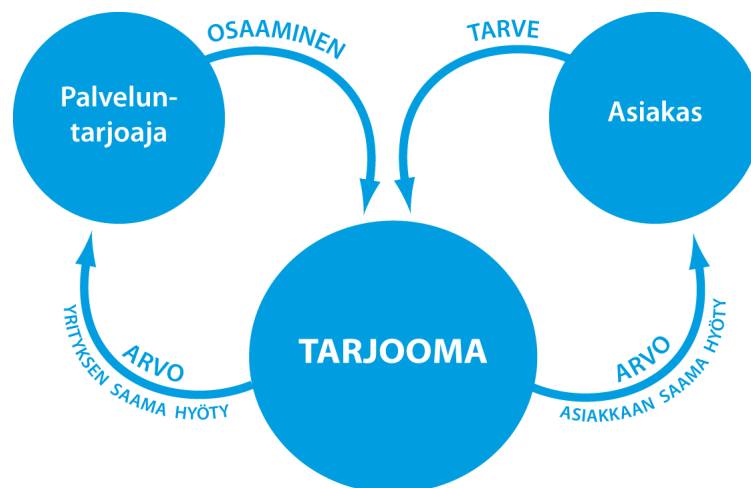 OSAAMINEN
TARVE
Palvelun-
tarjoaja
Asiakas
TARJOOMA
ARVO
YRITYKSEN SAAMA HYÖTY
ARVO
ASIAKKAAN SAAMA HYÖTY